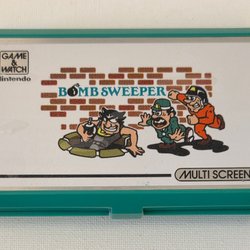 GAME &
WATCH
Nintendo
BOMB SWEEPER
MULTI SCREEN